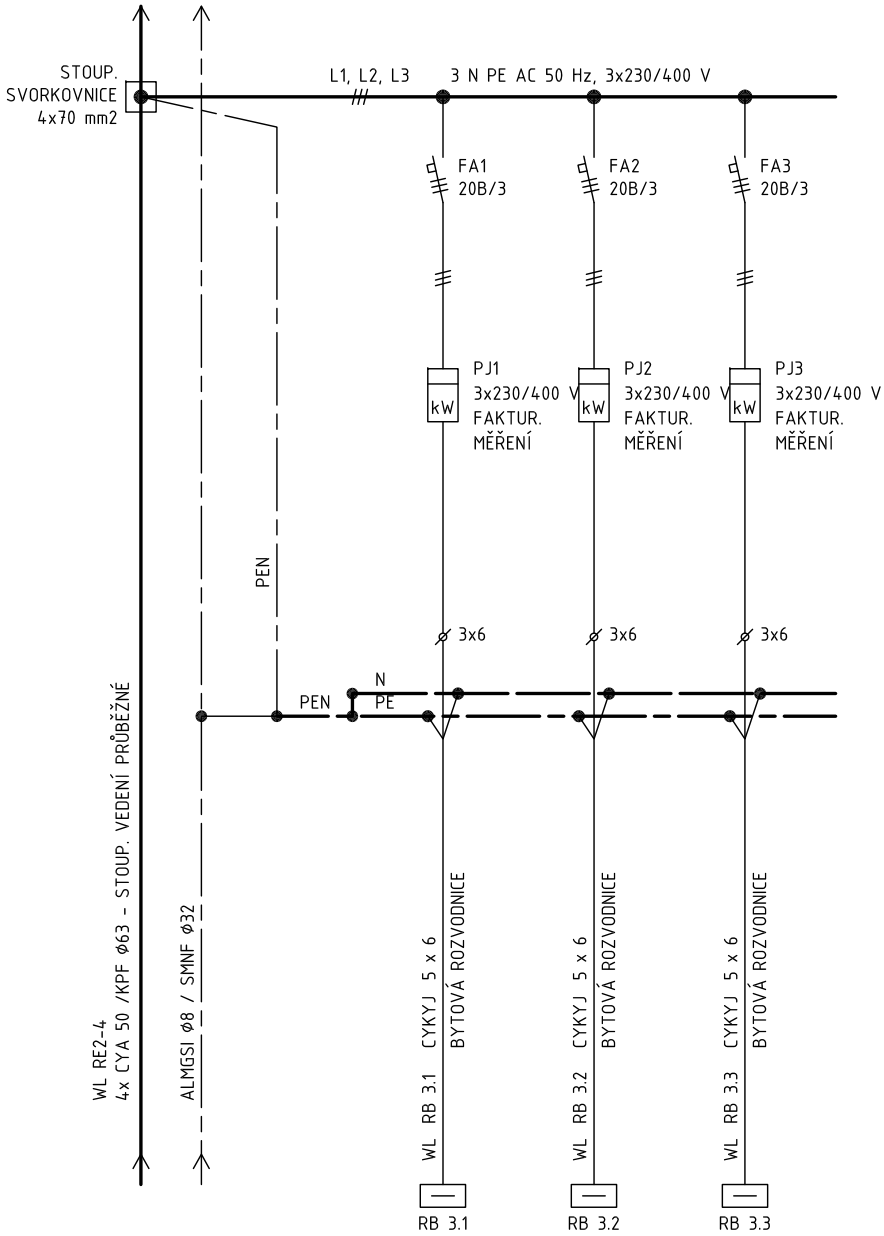 STOUP.
SVORKOVNICE
4x70 mm2
L1, L2, L3
3 N PE AC 50 Hz, 3x230/400 V
FA1
20B/3
FA2
20B/3
FA3
20B/3
PJ1
3x230/400 V
FAKTUR.
MĚŘENÍ
kW
PJ2
3x230/400 V
FAKTUR.
MĚŘENÍ
kW
PJ3
3x230/400 V
FAKTUR.
MĚŘENÍ
kW
PEN
3x6
3x6
3x6
N
PEN
PE
WL RE2-4
4x CYA 50 /KPF ø63 - STOUP. VEDENÍ PRŮBĚŽNÉ
ALMGSI ø8 / SMNF ø32
WL RB 3.1 CYKYJ 5 x 6
BYTOVÁ ROZVODNICE
WL RB 3.2 CYKYJ 5 x 6
BYTOVÁ ROZVODNICE
WL RB 3.3 CYKYJ 5 x 6
BYTOVÁ ROZVODNICE
RB 3.1
RB 3.2
RB 3.3